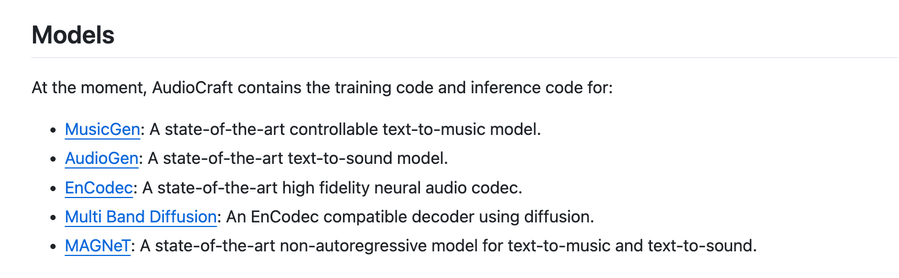 Models
At the moment, AudioCraft contains the training code and inference code for:
• MusicGen: A state-of-the-art controllable text-to-music model.
• AudioGen: A state-of-the-art text-to-sound model.
• EnCodec: A state-of-the-art high fidelity neural audio codec.
• Multi Band Diffusion: An EnCodec compatible decoder using diffusion.
• MAGNeT: A state-of-the-art non-autoregressive model for text-to-music and text-to-sound.